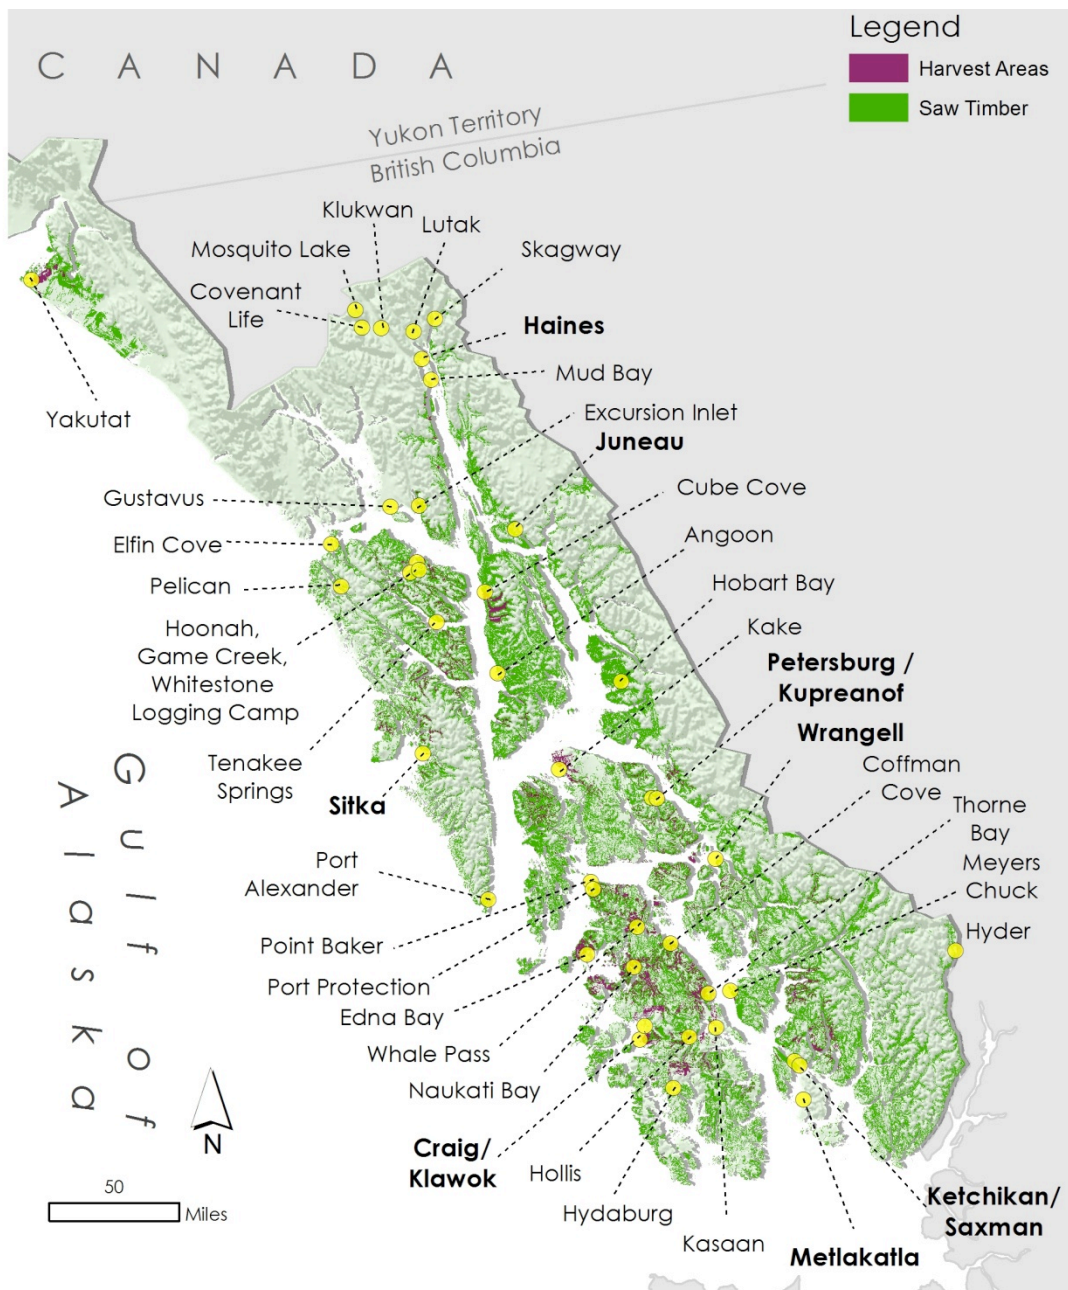 Legend
Harvest Areas
Saw Timber
C A N A D A
Yukon Territory
British Columbia
Klukwan
Lutak
Mosquito Lake
Skagway
Covenant
Life
Haines
Mud Bay
Yakutat
Excursion Inlet
Juneau
Cube Cove
Gustavus
Angoon
Elfin Cove
Pelican
Hobart Bay
Kake
Hoonah,
Game Creek,
Whitestone
Logging Camp
Petersburg /
Kupreanof
Wrangell
Tenakee
Springs
Sitka
Coffman
Cove
Thorne
Bay
Meyers
Chuck
Port
Alexander
Hyder
Point Baker
Port Protection
Edna Bay
Whale Pass
Naukati Bay
Gulf of
Alaska
N
50
Miles
Craig/
Klawok
Hollis
Hydaburg
Kasaan
Ketchikan/
Saxman
Metlakatla